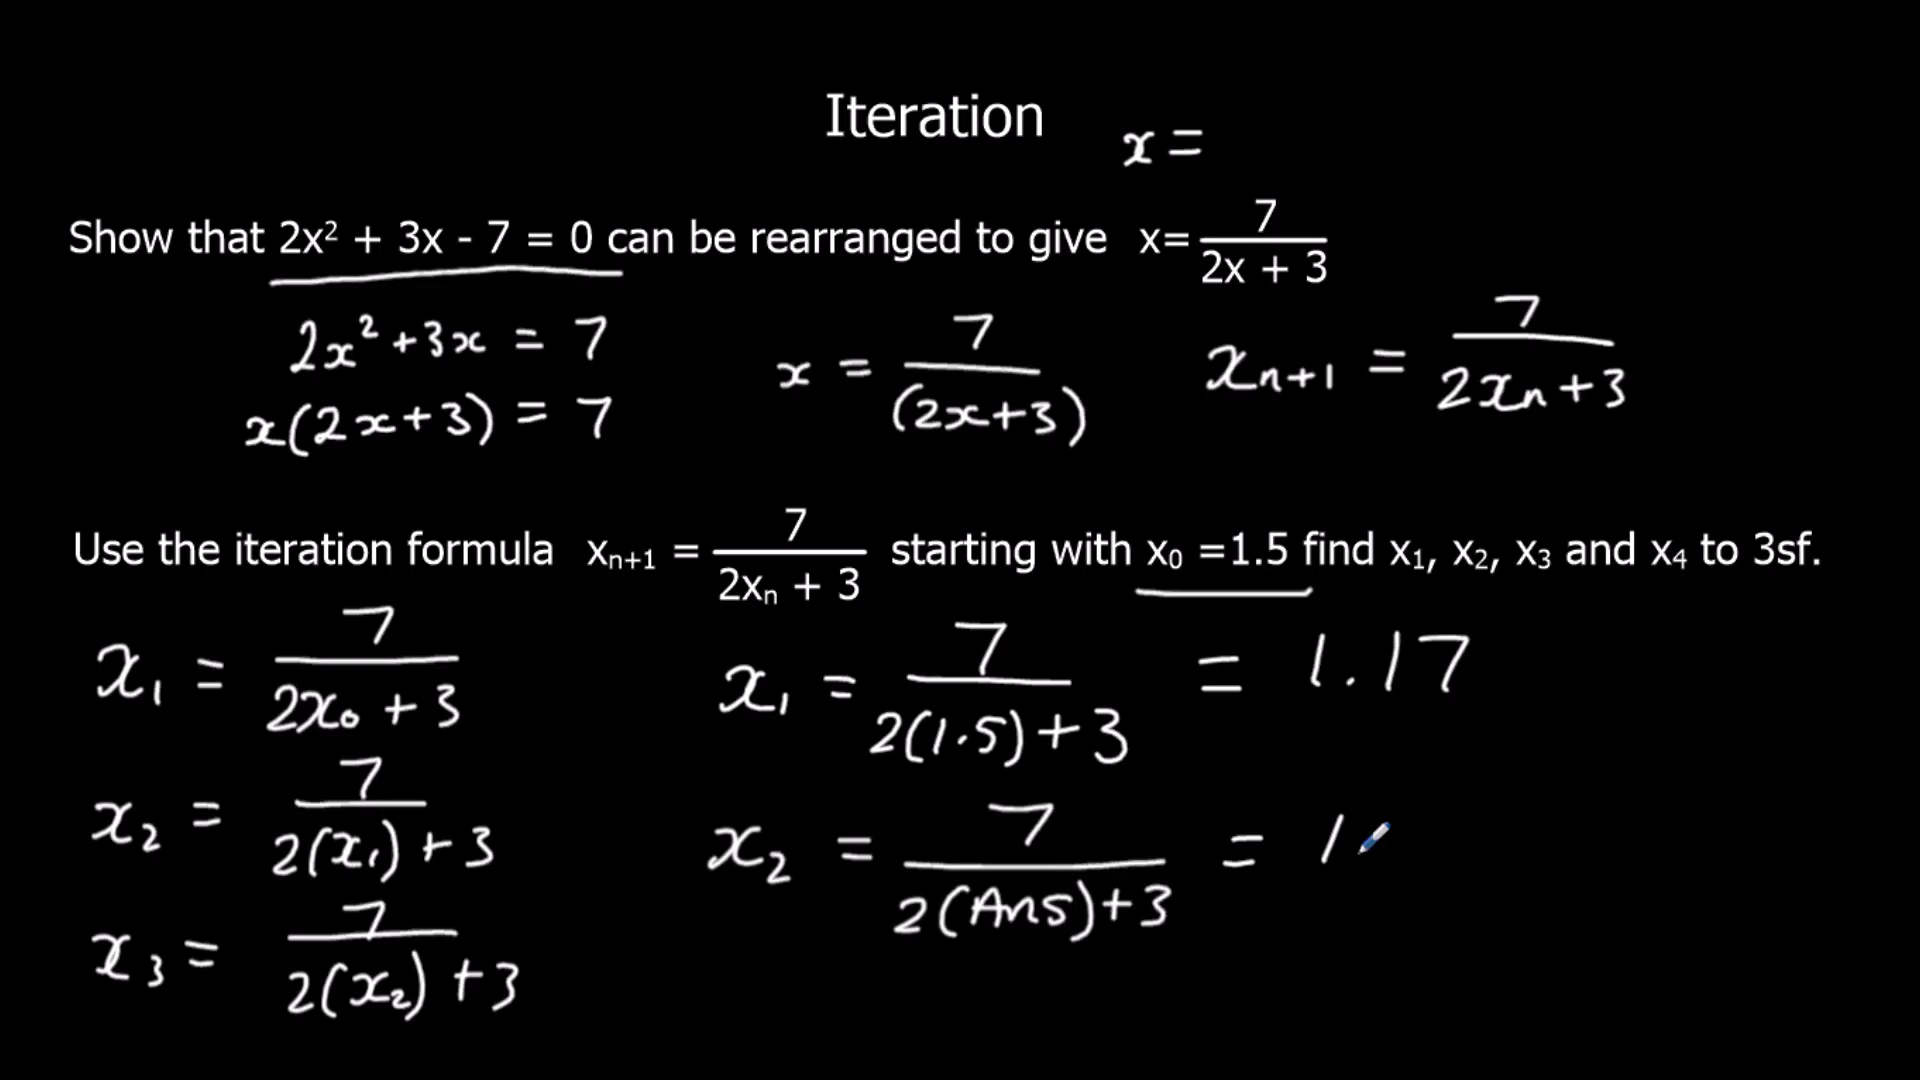 Iteration x =
Show that 2x² + 3x - 7 = 0 can be rearranged to give x= 7/(2x + 3)
2x² + 3x = 7
x(2x+3) = 7
x = 7/(2x+3)
xₙ₊₁ = 7/(2xₙ+3)
Use the iteration formula xₙ₊₁ = 7/(2xₙ + 3) starting with x₀ =1.5 find x₁, x₂, x₃ and x₄ to 3sf.
x₁ = 7/(2x₀ + 3)
x₁ = 7/(2(1.5)+3) = 1.17
x₂ = 7/(2(x₁) + 3)
x₂ = 7/(2(Ans)+3) = 1
x₃ = 7/(2(x₂) + 3)